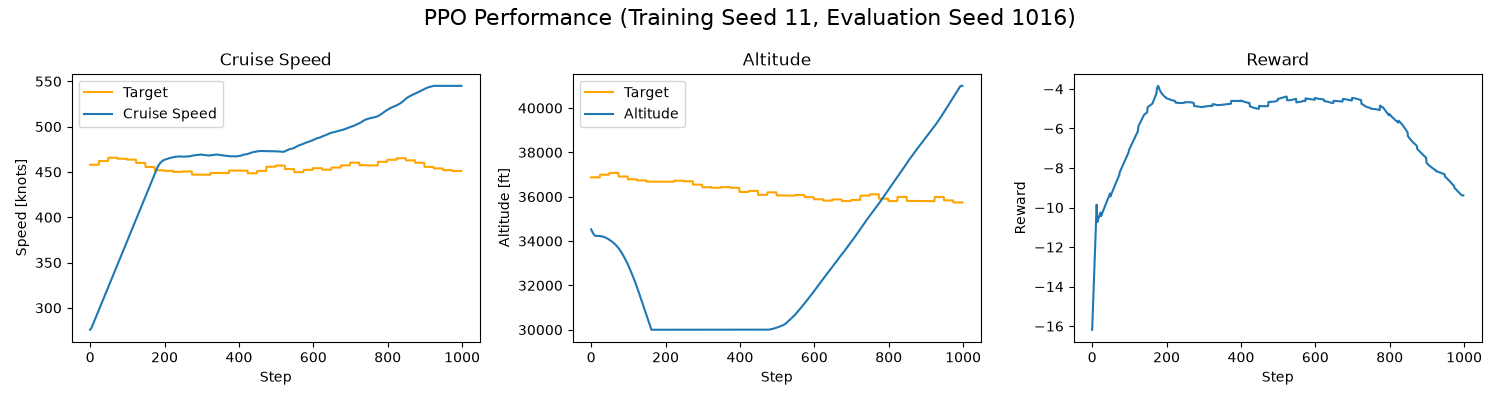 PPO Performance (Training Seed 11, Evaluation Seed 1016)
Cruise Speed
550
500
450
400
350
300
Speed [knots]
Target
Cruise Speed
0 200 400 600 800 1000
Step
Altitude
40000
38000
36000
34000
32000
30000
Altitude [ft]
Target
Altitude
0 200 400 600 800 1000
Step
Reward
−4
−6
−8
−10
−12
−14
−16
Reward
0 200 400 600 800 1000
Step